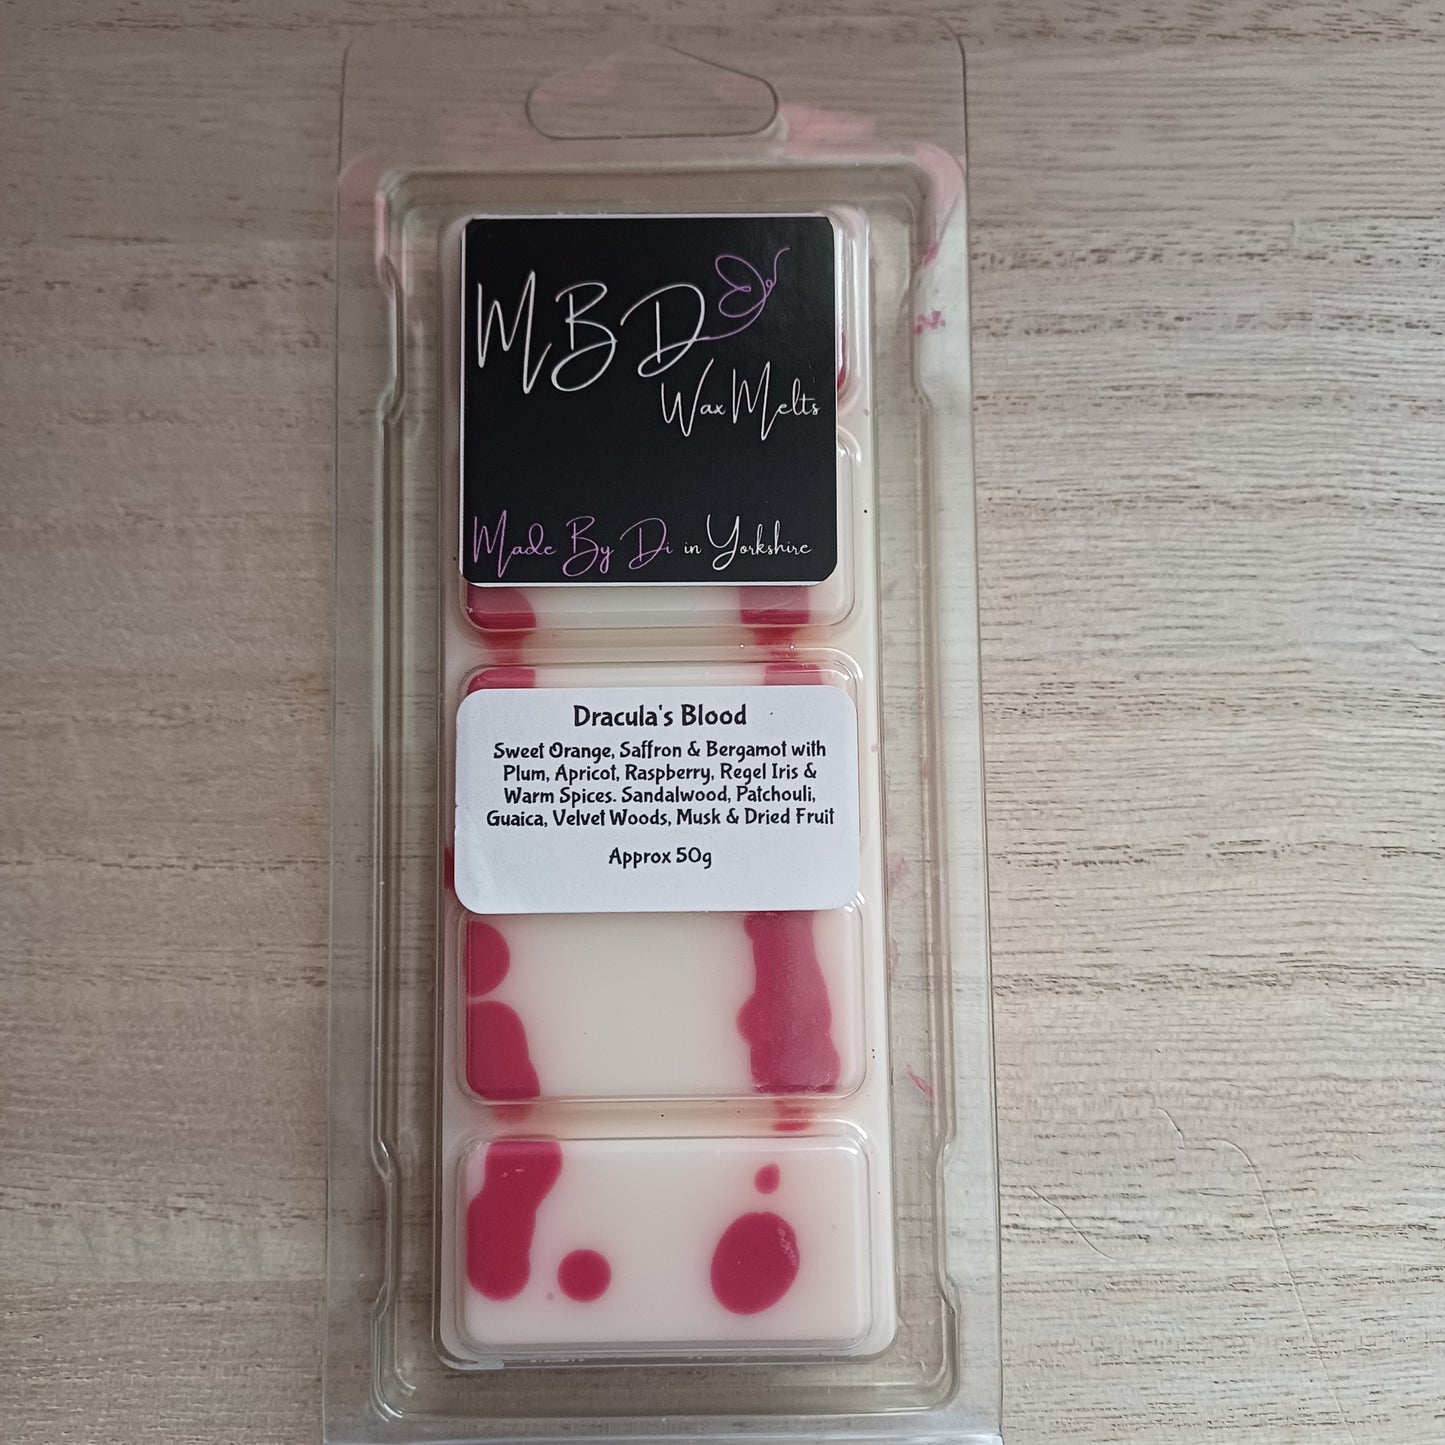 MBD
Wax Melts
Made By Di in Yorkshire
Dracula's Blood
Sweet Orange, Saffron & Bergamot with
Plum, Apricot, Raspberry, Regel Iris &
Warm Spices. Sandalwood, Patchouli,
Guaica, Velvet Woods, Musk & Dried Fruit
Approx 50g